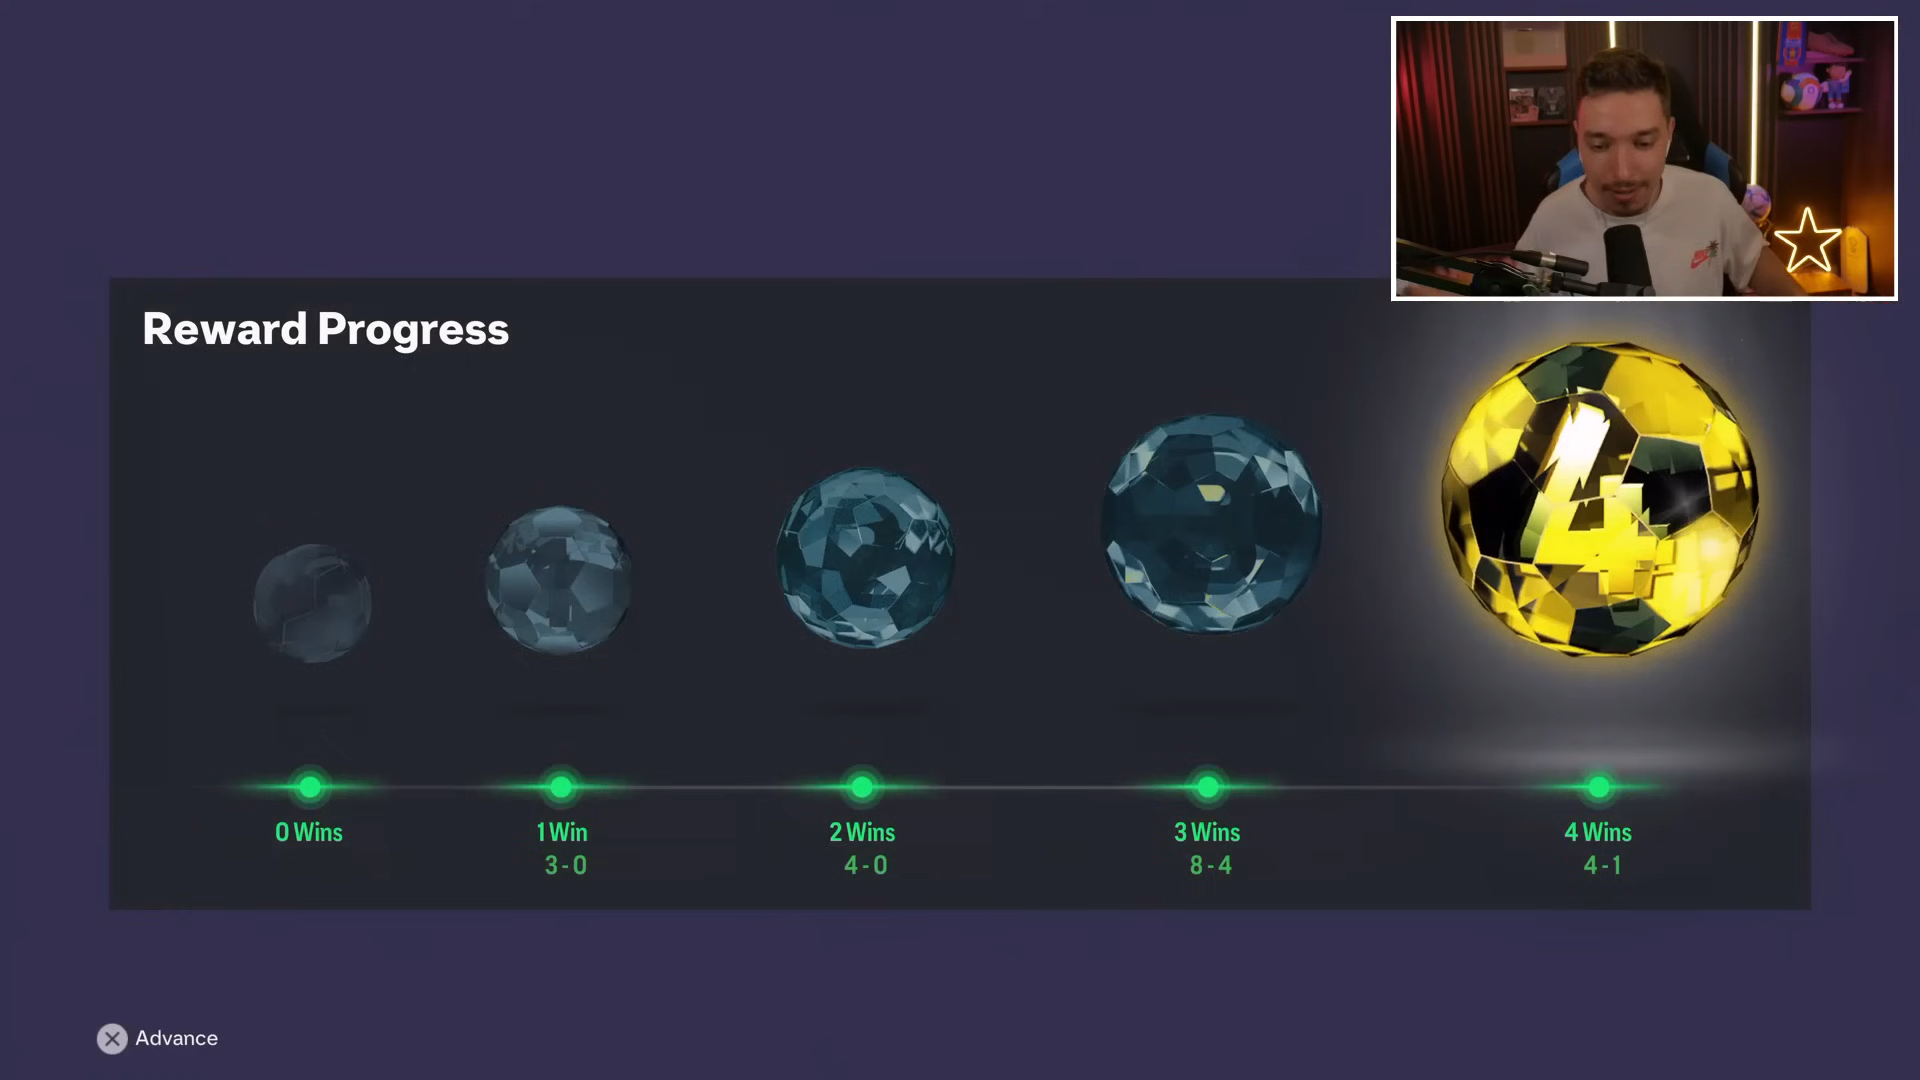 Reward Progress
4
0 Wins
1 Win
3 - 0
2 Wins
4 - 0
3 Wins
8 - 4
4 Wins
4 - 1
Advance